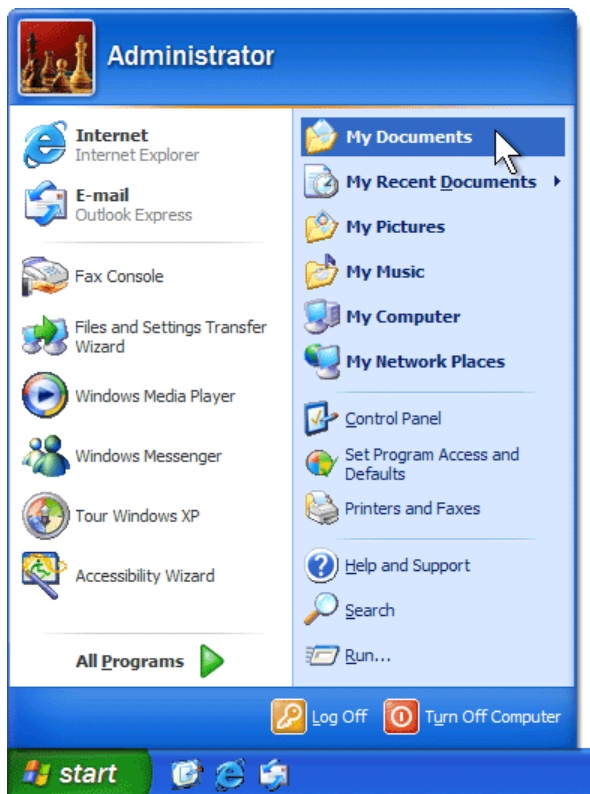 Administrator
Internet
Internet Explorer
E-mail
Outlook Express
Fax Console
Files and Settings Transfer
Wizard
Windows Media Player
Windows Messenger
Tour Windows XP
Accessibility Wizard
All Programs
My Documents
My Recent Documents
My Pictures
My Music
My Computer
My Network Places
Control Panel
Set Program Access and
Defaults
Printers and Faxes
Help and Support
Search
Run...
Log Off
Turn Off Computer
start